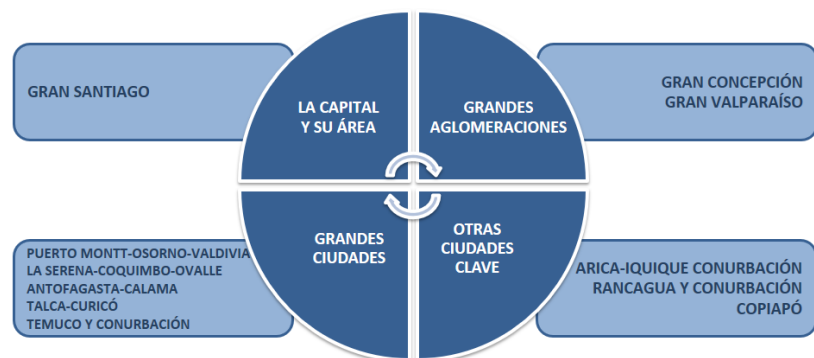 GRAN SANTIAGO
LA CAPITAL
Y SU ÁREA
GRANDES
AGLOMERACIONES
GRAN CONCEPCIÓN
GRAN VALPARAÍSO
PUERTO MONTT-OSORNO-VALDIVIA
LA SERENA-COQUIMBO-OVALLE
ANTOFAGASTA-CALAMA
TALCA-CURICÓ
TEMUCO Y CONURBACIÓN
GRANDES
CIUDADES
OTRAS
CIUDADES
CLAVE
ARICA-IQUIQUE CONURBACIÓN
RANCAGUA Y CONURBACIÓN
COPIAPÓ